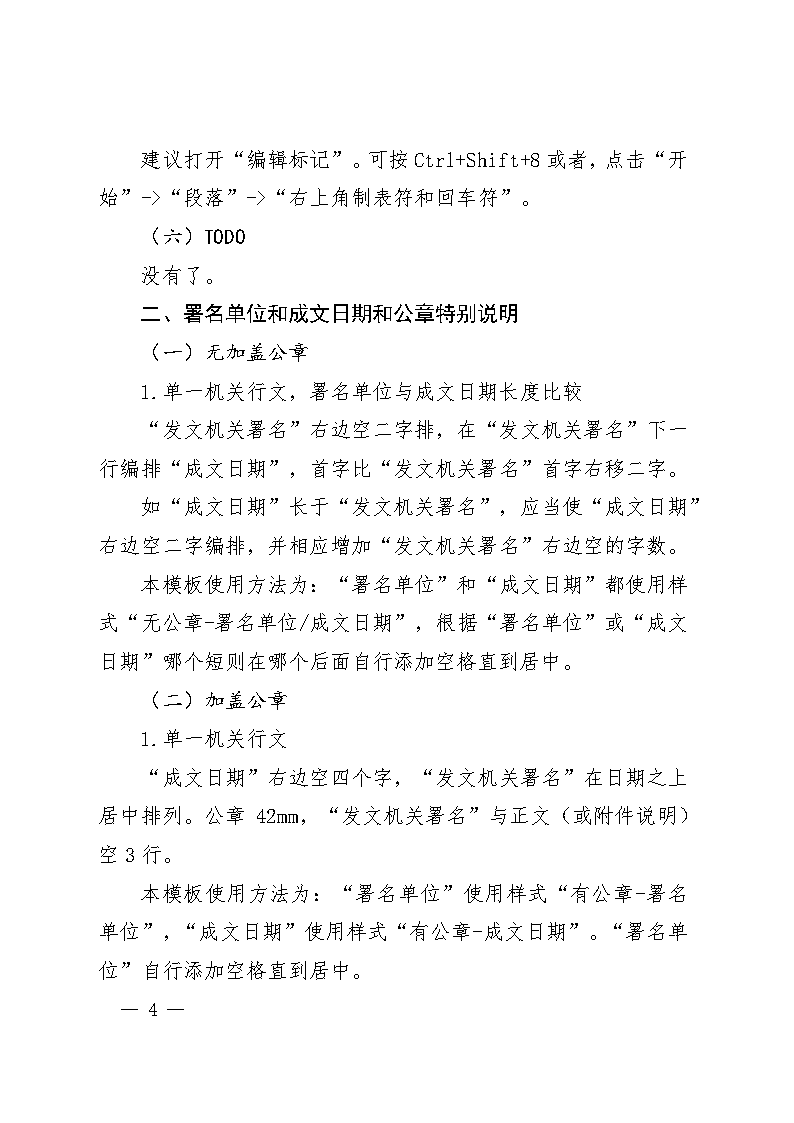 建议打开“编辑标记”。可按Ctrl+Shift+8或者，点击“开
始”->“段落”->“右上角制表符和回车符”。
（六）TODO
没有了。
二、署名单位和成文日期和公章特别说明
（一）无加盖公章
1.单一机关行文，署名单位与成文日期长度比较
“发文机关署名”右边空二字排，在“发文机关署名”下一
行编排“成文日期”，首字比“发文机关署名”首字右移二字。
如“成文日期”长于“发文机关署名”，应当使“成文日期”
右边空二字编排，并相应增加“发文机关署名”右边空的字数。
本模板使用方法为：“署名单位”和“成文日期”都使用样
式“无公章-署名单位/成文日期”，根据“署名单位”或“成文
日期”哪个短则在哪个后面自行添加空格直到居中。
（二）加盖公章
1.单一机关行文
“成文日期”右边空四个字，“发文机关署名”在日期之上
居中排列。公章 42mm，“发文机关署名”与正文（或附件说明）
空3行。
本模板使用方法为：“署名单位”使用样式“有公章-署名
单位”，“成文日期”使用样式“有公章-成文日期”。“署名单
位”自行添加空格直到居中。
— 4 —